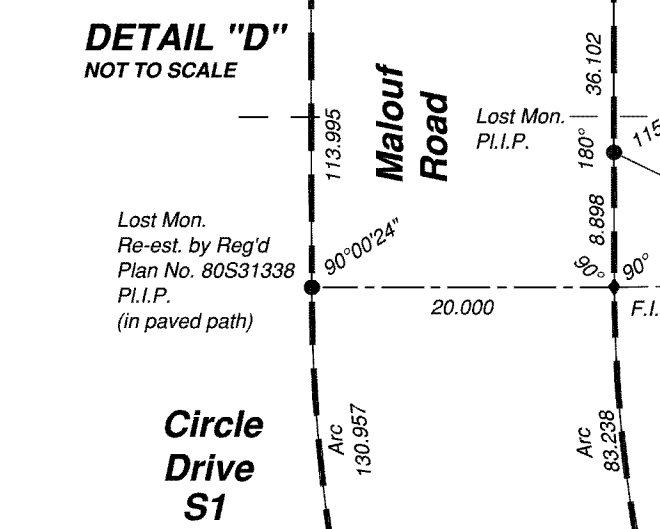 DETAIL "D"
NOT TO SCALE
113.995
Malouf
Road
36.102
Lost Mon.
Pl.I.P.
180°
115
8.898
Lost Mon.
Re-est. by Reg'd
Plan No. 80S31338
Pl.I.P.
(in paved path)
90°00'24"
90°
90°
20.000
F.I.
Circle
Drive
S1
Arc
130.957
Arc
83.238